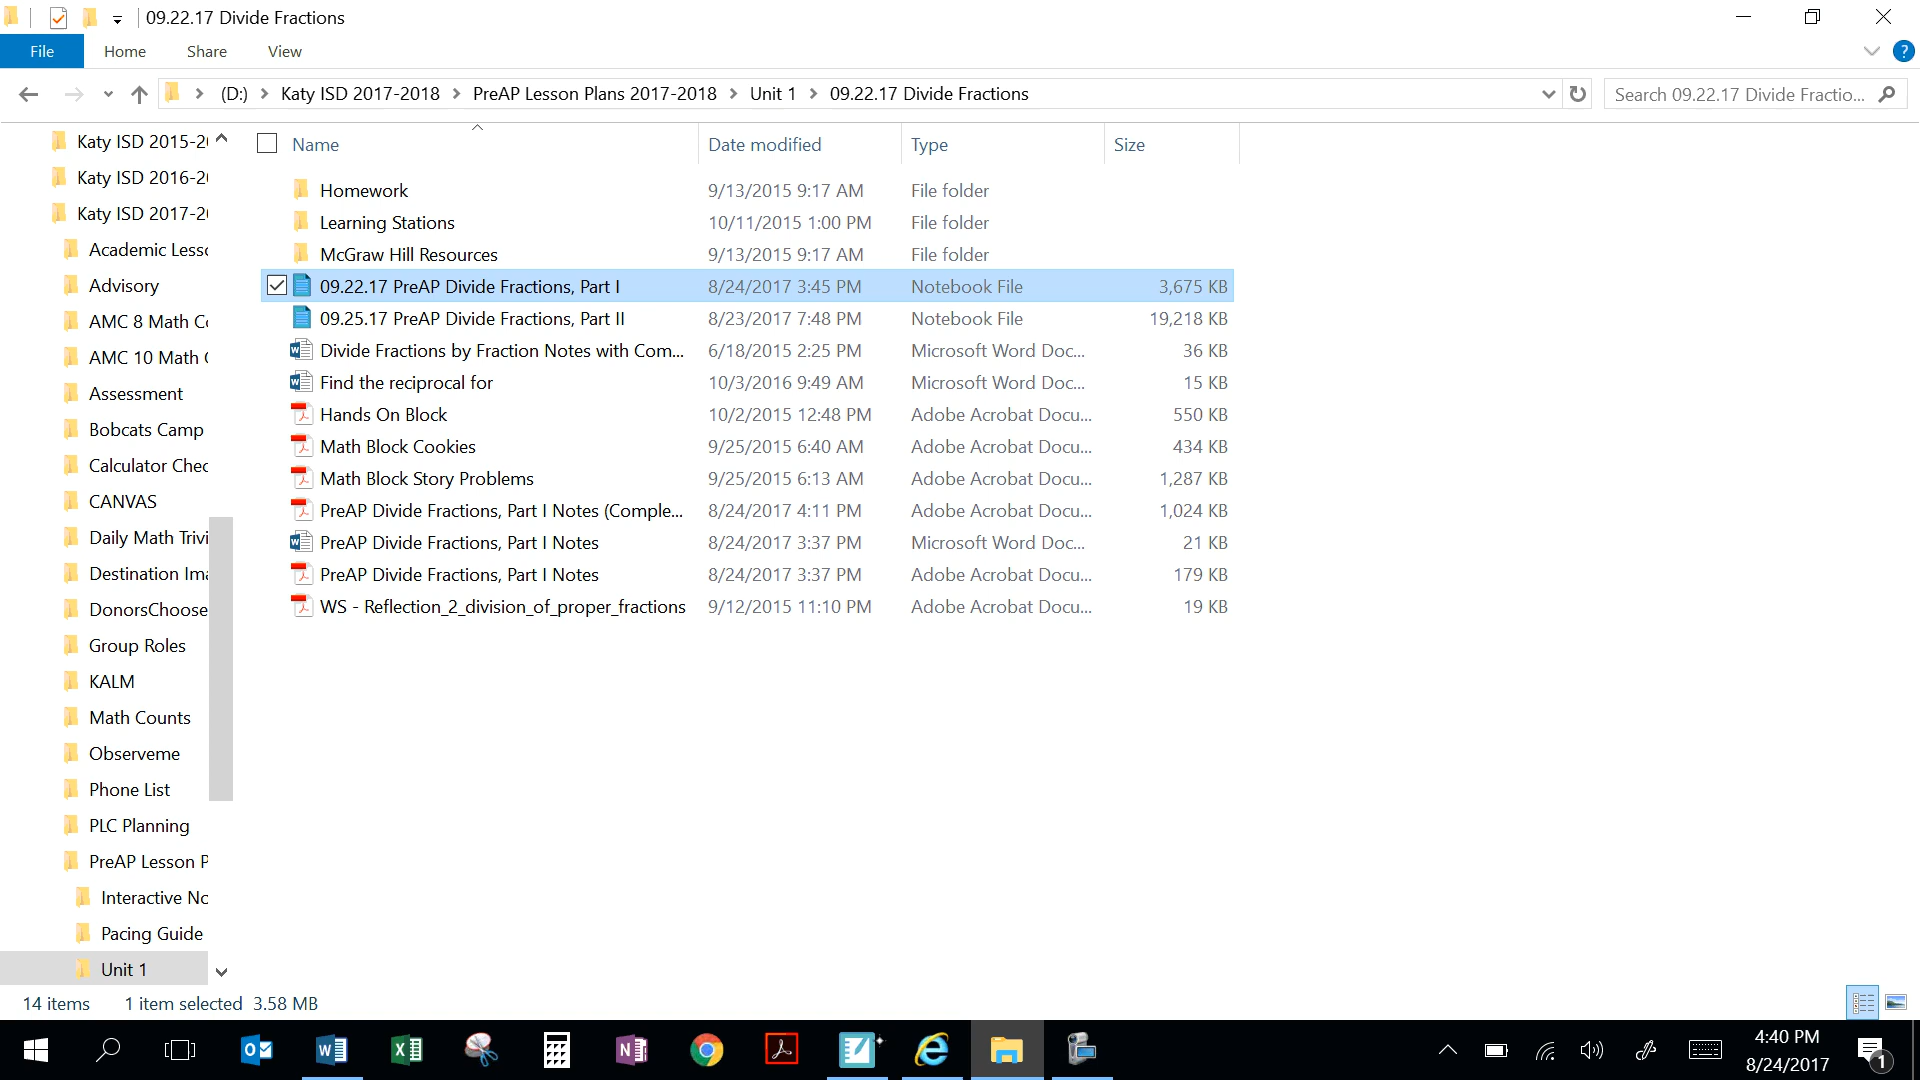 09.22.17 Divide Fractions
File Home Share View
(D:) > Katy ISD 2017-2018 > PreAP Lesson Plans 2017-2018 > Unit 1 > 09.22.17 Divide Fractions
Search 09.22.17 Divide Fractio...
Name Date modified Type Size
Homework 9/13/2015 9:17 AM File folder
Learning Stations 10/11/2015 1:00 PM File folder
McGraw Hill Resources 9/13/2015 9:17 AM File folder
09.22.17 PreAP Divide Fractions, Part I 8/24/2017 3:45 PM Notebook File 3,675 KB
09.25.17 PreAP Divide Fractions, Part II 8/23/2017 7:48 PM Notebook File 19,218 KB
Divide Fractions by Fraction Notes with Com... 6/18/2015 2:25 PM Microsoft Word Doc... 36 KB
Find the reciprocal for 10/3/2016 9:49 AM Microsoft Word Doc... 15 KB
Hands On Block 10/2/2015 12:48 PM Adobe Acrobat Docu... 550 KB
Math Block Cookies 9/25/2015 6:40 AM Adobe Acrobat Docu... 434 KB
Math Block Story Problems 9/25/2015 6:13 AM Adobe Acrobat Docu... 1,287 KB
PreAP Divide Fractions, Part I Notes (Comple... 8/24/2017 4:11 PM Adobe Acrobat Docu... 1,024 KB
PreAP Divide Fractions, Part I Notes 8/24/2017 3:37 PM Microsoft Word Doc... 21 KB
PreAP Divide Fractions, Part I Notes 8/24/2017 3:37 PM Adobe Acrobat Docu... 179 KB
WS - Reflection_2_division_of_proper_fractions 9/12/2015 11:10 PM Adobe Acrobat Docu... 19 KB
Katy ISD 2015-2
Katy ISD 2016-2
Katy ISD 2017-2
Academic Lesso
Advisory
AMC 8 Math C
AMC 10 Math
Assessment
Bobcats Camp
Calculator Chec
CANVAS
Daily Math Trivi
Destination Ima
DonorsChoose
Group Roles
KALM
Math Counts
Observeme
Phone List
PLC Planning
PreAP Lesson P
Interactive No
Pacing Guide
Unit 1
14 items 1 item selected 3.58 MB
4:40 PM
8/24/2017
1